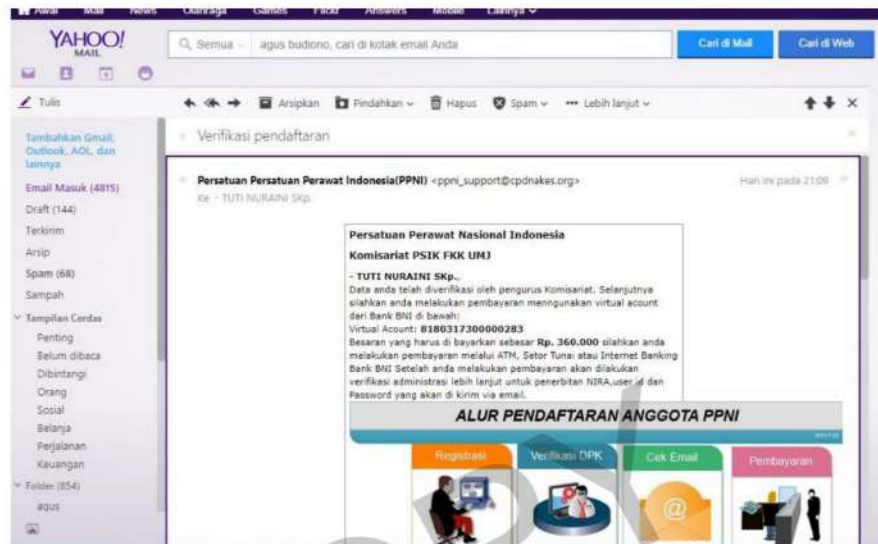 Awal Mail News Olahraga Games Flickr Answers Mobile Lainnya
YAHOO!
MAIL
Semua
agus budiono, cari di kotak email Anda
Cari di Mail
Cari di Web
Tulis
Arsipkan Pindahkan Hapus Spam Lebih lanjut
Tambahkan Gmail,
Outlook, AOL, dan
lainnya
Email Masuk (4815)
Draft (144)
Terkirim
Arsip
Spam (68)
Sampah
Tampilan Cerdas
Penting
Belum dibaca
Dibintangi
Orang
Sosial
Belanja
Perjalanan
Keuangan
Folder (854)
agus
Verifikasi pendaftaran
Persatuan Persatuan Perawat Indonesia(PPNI) <ppni_support@cpdnakes.org>
Hari ini pada 21:09
Ke - TUTI NURAINI SKp.
Persatuan Perawat Nasional Indonesia
Komisariat PSIK FKK UMJ
- TUTI NURAINI SKp.,
Data anda telah diverifikasi oleh pengurus Komisariat. Selanjutnya
silahkan anda melakukan pembayaran menngunakan virtual acount
dari Bank BNI di bawah:
Virtual Acount: 8180317300000283
Besaran yang harus di bayarkan sebesar Rp. 360.000 silahkan anda
melakukan pembayaran melalui ATM, Setor Tunai atau Internet Banking
Bank BNI Setelah anda melakukan pembayaran akan dilakukan
verifikasi administrasi lebih lanjut untuk penerbitan NIRA,user id dan
Password yang akan di kirim via email.
ALUR PENDAFTARAN ANGGOTA PPNI
Registrasi
Verifikasi DPK
Cek Email
Pembayaran